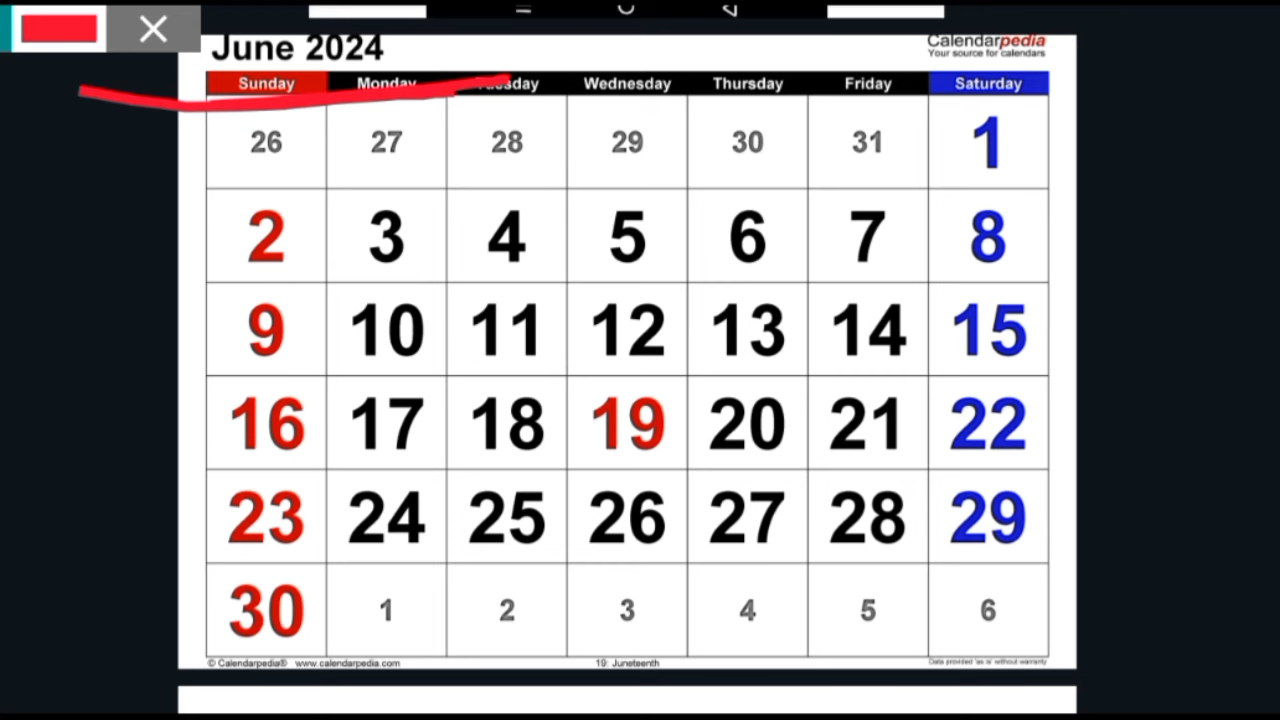 June 2024
Calendarpedia
Your source for calendars
Sunday Monday Tuesday Wednesday Thursday Friday Saturday
26 27 28 29 30 31 1
2 3 4 5 6 7 8
9 10 11 12 13 14 15
16 17 18 19 20 21 22
23 24 25 26 27 28 29
30 1 2 3 4 5 6
© Calendarpedia® www.calendarpedia.com 19: Juneteenth Data provided 'as is' without warranty